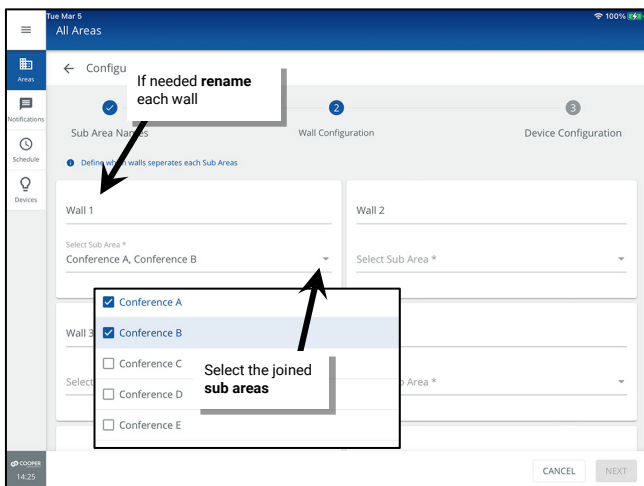 Tue Mar 5
100%
All Areas
Areas
Configu
If needed rename
each wall
Notifications
2
3
Sub Area Names
Wall Configuration
Device Configuration
Schedule
Define which walls seperates each Sub Areas
Devices
Wall 1
Wall 2
Select Sub Area *
Conference A, Conference B
Select Sub Area *
Conference A
Wall 3
Conference B
Conference C
Select the joined
sub areas
Select
Area *
Conference D
Conference E
COOPER
14:25
CANCEL
NEXT